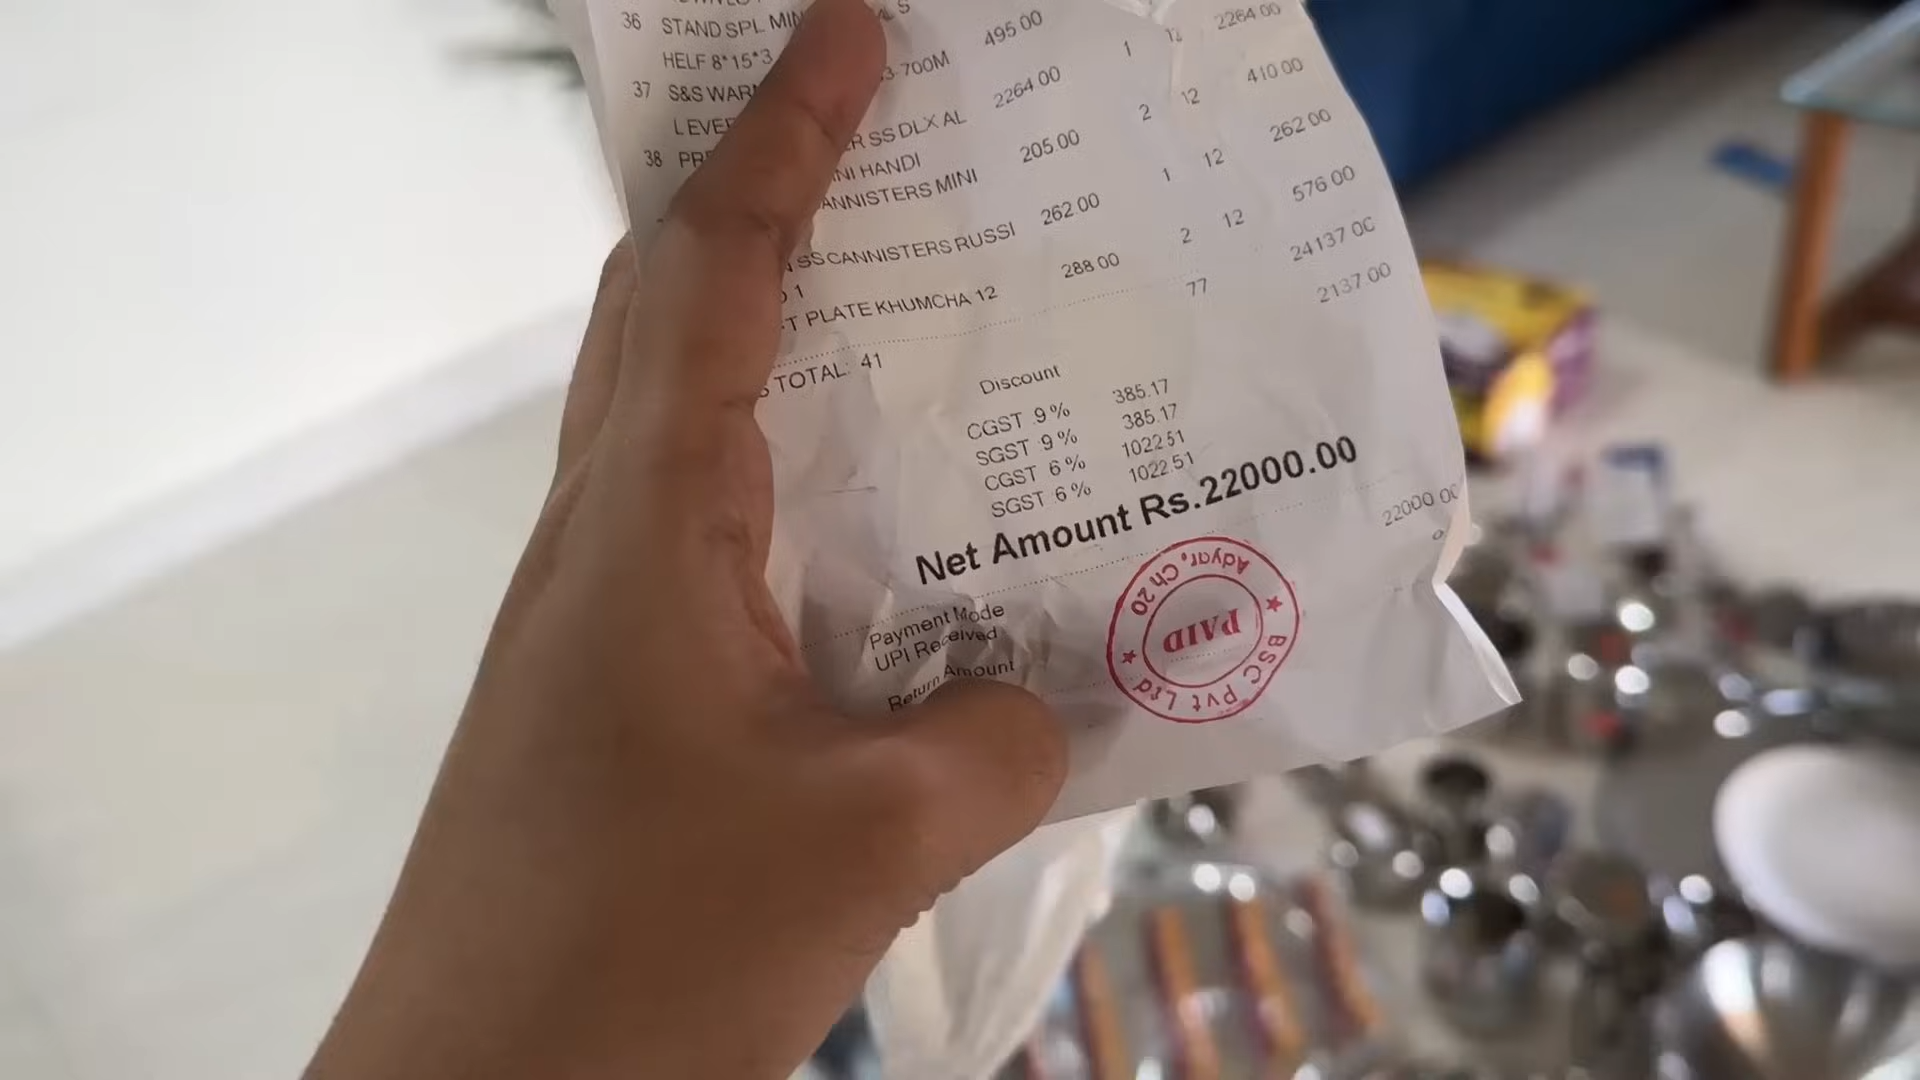 36 STAND SPL MIN 495.00
HELF 8*15*3 1 12 2264.00
37 S&S WAR 3-700M 2264.00
LEVE 2 12 410.00
38 PR ER SS DLX AL 205.00
NI HANDI 1 12 262.00
ANNISTERS MINI 262.00
SS CANNISTERS RUSSI 2 12 576.00
1 288.00
T PLATE KHUMCHA 12 77 24137.00
TOTAL: 41 2137.00
Discount
CGST 9% 385.17
SGST 9% 385.17
CGST 6% 1022.51
SGST 6% 1022.51
Net Amount Rs.22000.00
Payment Mode 22000.00
UPI Received
Return Amount
Adyar, Ch 20
PAID
BSC Pvt Ltd